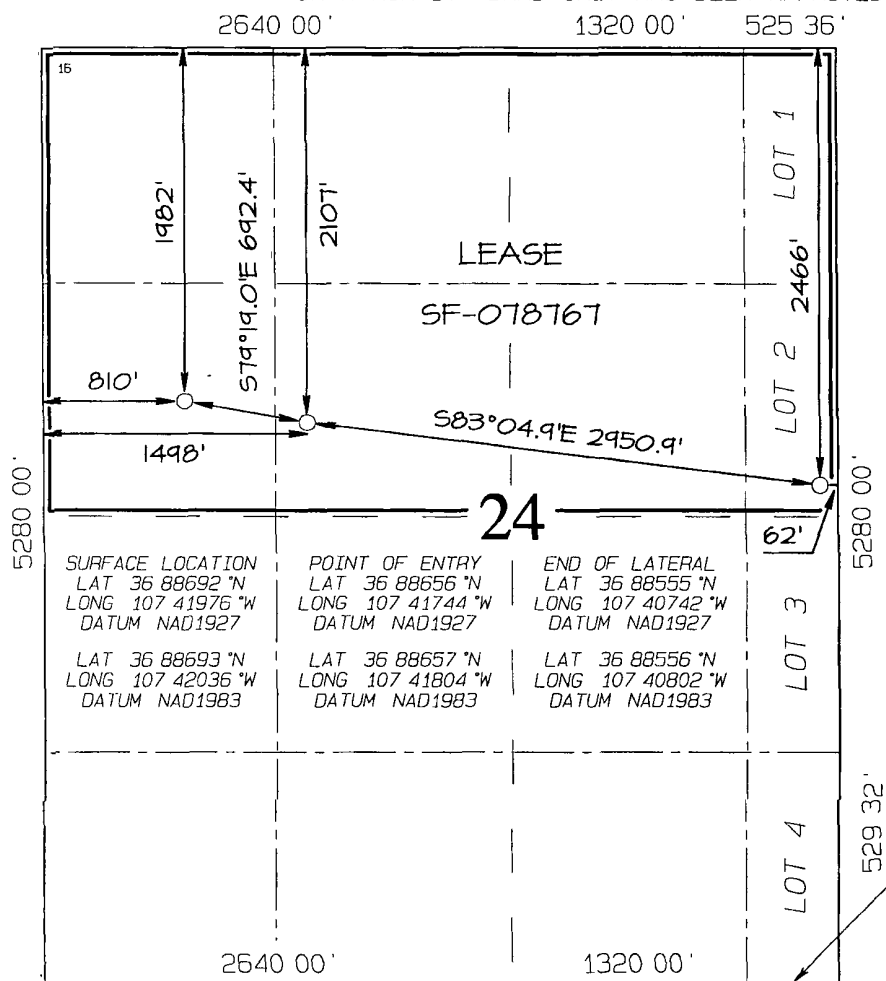 2640 00'
1320 00'
525 36'
16
LOT 1
1982'
S79°19.0'E 692.4'
2107'
2466'
LEASE
SF-078767
LOT 2
810'
S83°04.9'E 2950.9'
1498'
5280 00'
5280 00'
24
62'
SURFACE LOCATION
LAT 36 88692 °N
LONG 107 41976 °W
DATUM NAD1927
LAT 36 88693 °N
LONG 107 42036 °W
DATUM NAD1983
POINT OF ENTRY
LAT 36 88656 °N
LONG 107 41744 °W
DATUM NAD1927
LAT 36 88657 °N
LONG 107 41804 °W
DATUM NAD1983
END OF LATERAL
LAT 36 88555 °N
LONG 107 40742 °W
DATUM NAD1927
LAT 36 88556 °N
LONG 107 40802 °W
DATUM NAD1983
LOT 3
LOT 4
529 32'
2640 00'
1320 00'